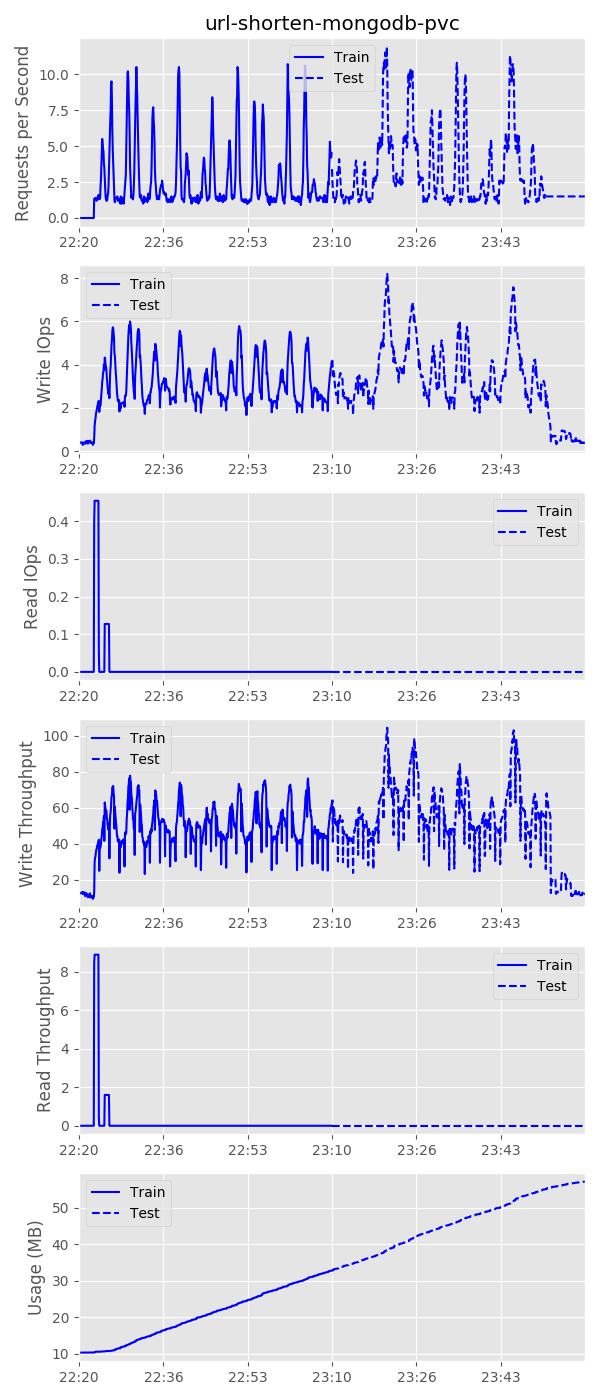 url-shorten-mongodb-pvc
Requests per Second
10.0
7.5
5.0
2.5
0.0
Train
Test
22:20 22:36 22:53 23:10 23:26 23:43
Write IOps
8
6
4
2
0
Train
Test
22:20 22:36 22:53 23:10 23:26 23:43
Read IOps
0.4
0.3
0.2
0.1
0.0
Train
Test
22:20 22:36 22:53 23:10 23:26 23:43
Write Throughput
100
80
60
40
20
Train
Test
22:20 22:36 22:53 23:10 23:26 23:43
Read Throughput
8
6
4
2
0
Train
Test
22:20 22:36 22:53 23:10 23:26 23:43
Usage (MB)
50
40
30
20
10
Train
Test
22:20 22:36 22:53 23:10 23:26 23:43